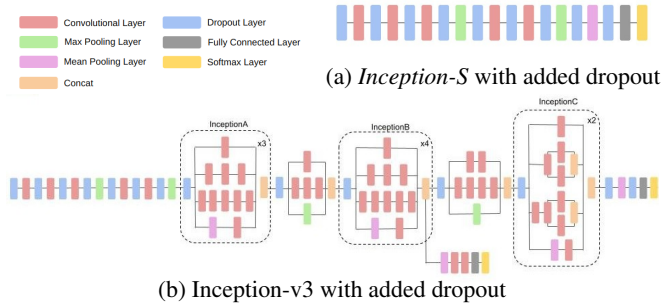 Convolutional Layer
Dropout Layer
Max Pooling Layer
Fully Connected Layer
Mean Pooling Layer
Softmax Layer
Concat
(a) Inception-S with added dropout
InceptionA
x3
InceptionB
x4
InceptionC
x2
(b) Inception-v3 with added dropout